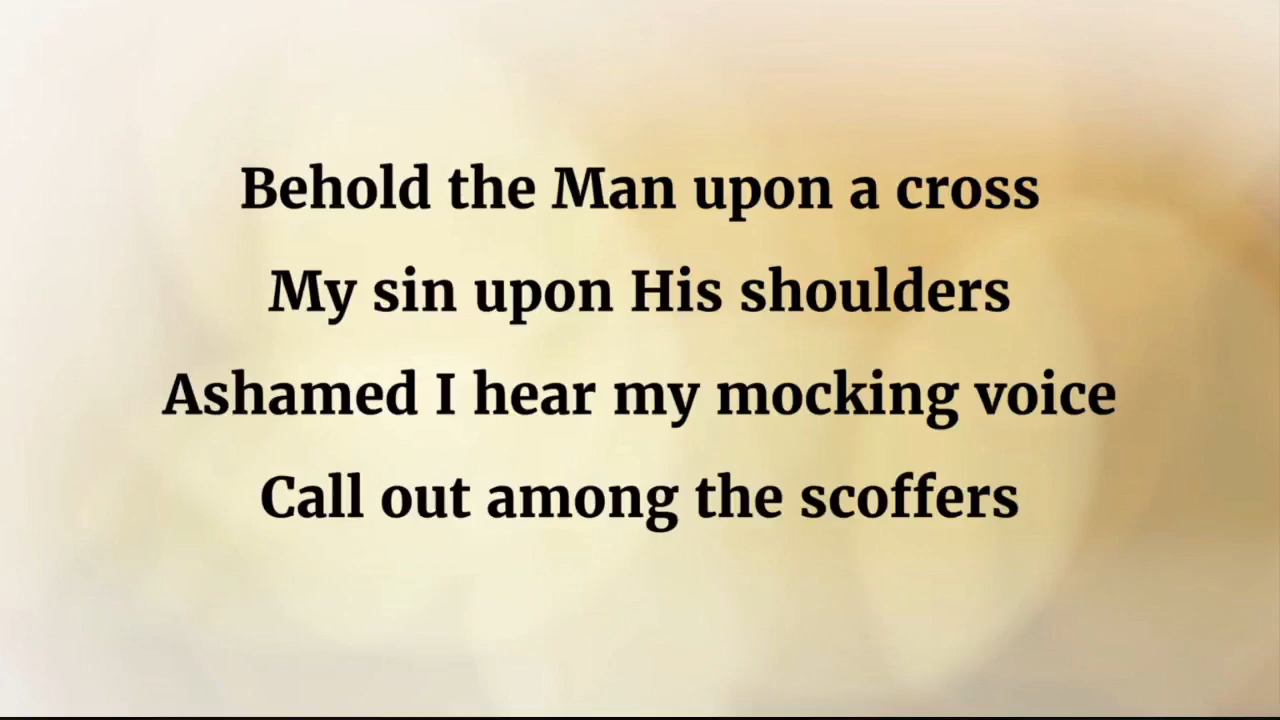 Behold the Man upon a cross
My sin upon His shoulders
Ashamed I hear my mocking voice
Call out among the scoffers